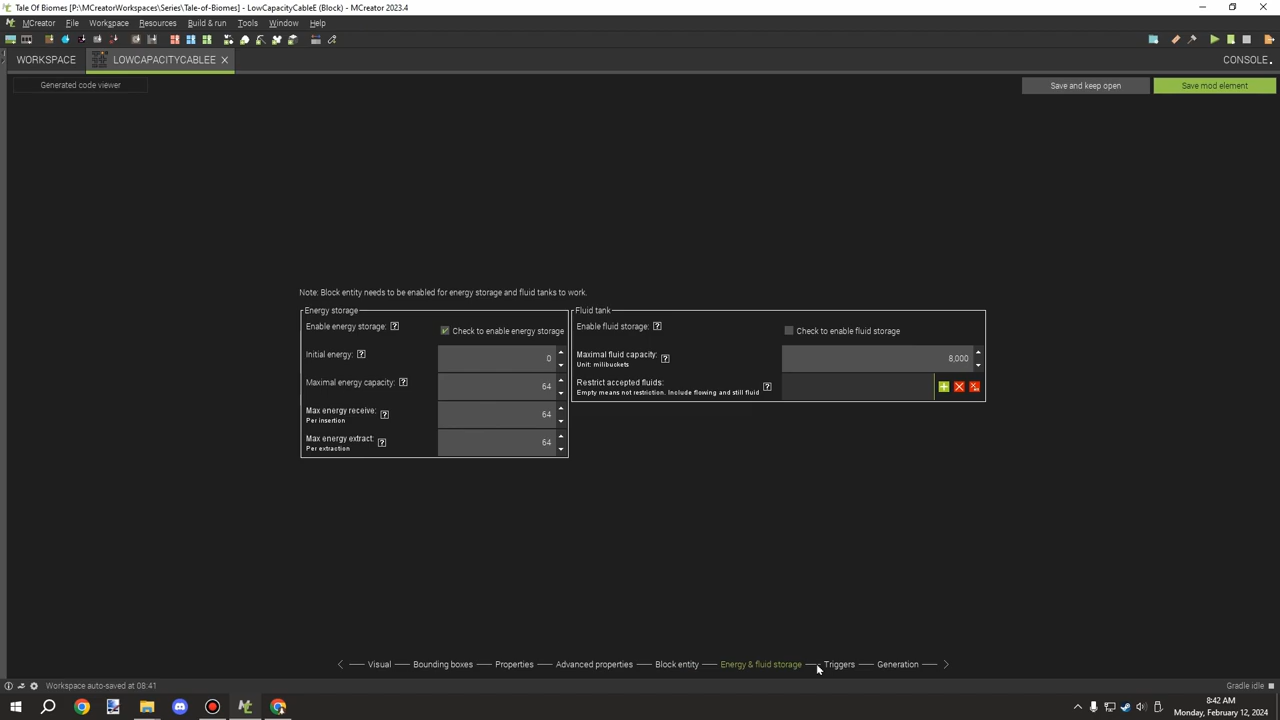 Tale Of Biomes [P:\MCreatorWorkspaces\Series\Tale-of-Biomes] - LowCapacityCableE (Block) - MCreator 2023.4
MCreator File Workspace Resources Build & run Tools Window Help
WORKSPACE LOWCAPACITYCABLEE CONSOLE
Generated code viewer Save and keep open Save mod element
Note: Block entity needs to be enabled for energy storage and fluid tanks to work.
Energy storage
Enable energy storage: ? Check to enable energy storage
Initial energy: ? 0
Maximal energy capacity: ? 64
Max energy receive: ? 64
Per insertion
Max energy extract: ? 64
Per extraction
Fluid tank
Enable fluid storage: ? Check to enable fluid storage
Maximal fluid capacity: ? 8,000
Unit: milibuckets
Restrict accepted fluids: ?
Empty means not restriction. Include flowing and still fluid
Visual Bounding boxes Properties Advanced properties Block entity Energy & fluid storage Triggers Generation
Workspace auto-saved at 08:41 Gradle idle
8:42 AM
Monday, February 12, 2024